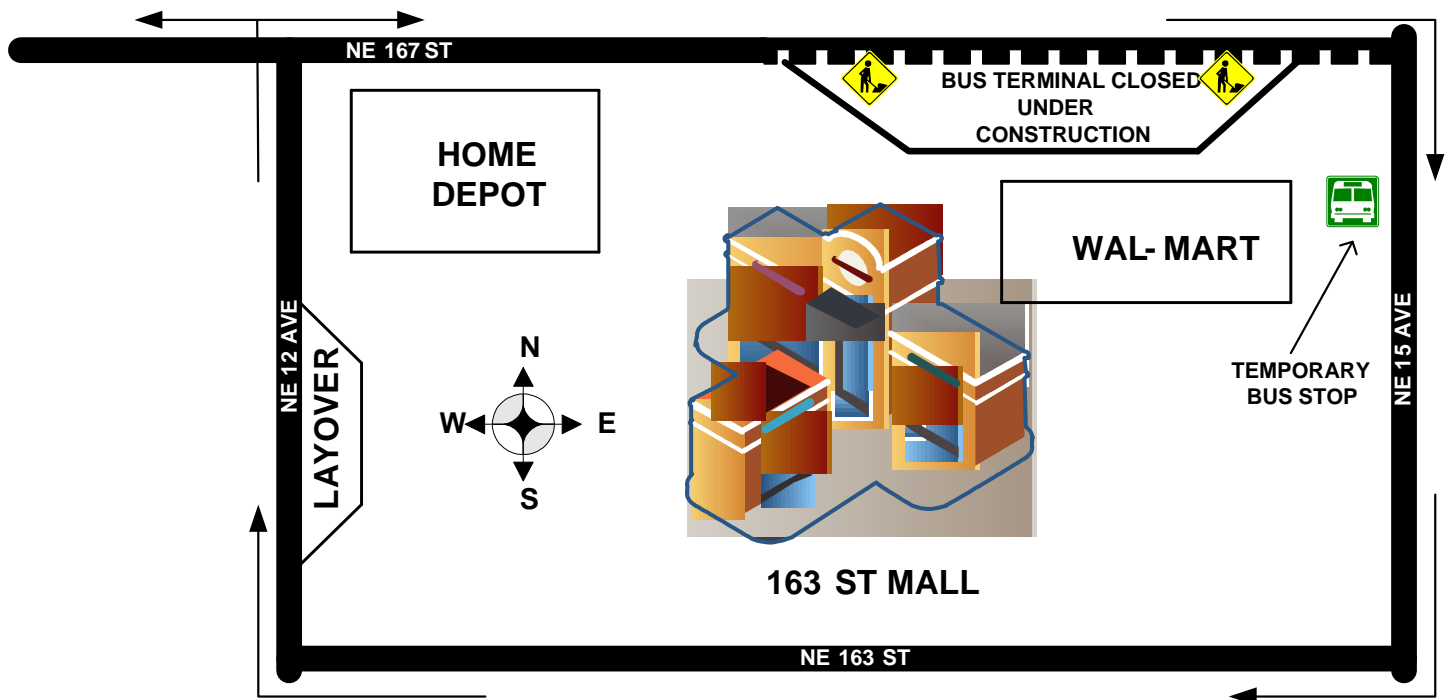 NE 167 ST
BUS TERMINAL CLOSED
UNDER
CONSTRUCTION
HOME
DEPOT
WAL- MART
NE 12 AVE
LAYOVER
N
W
E
S
TEMPORARY
BUS STOP
NE 15 AVE
163 ST MALL
NE 163 ST